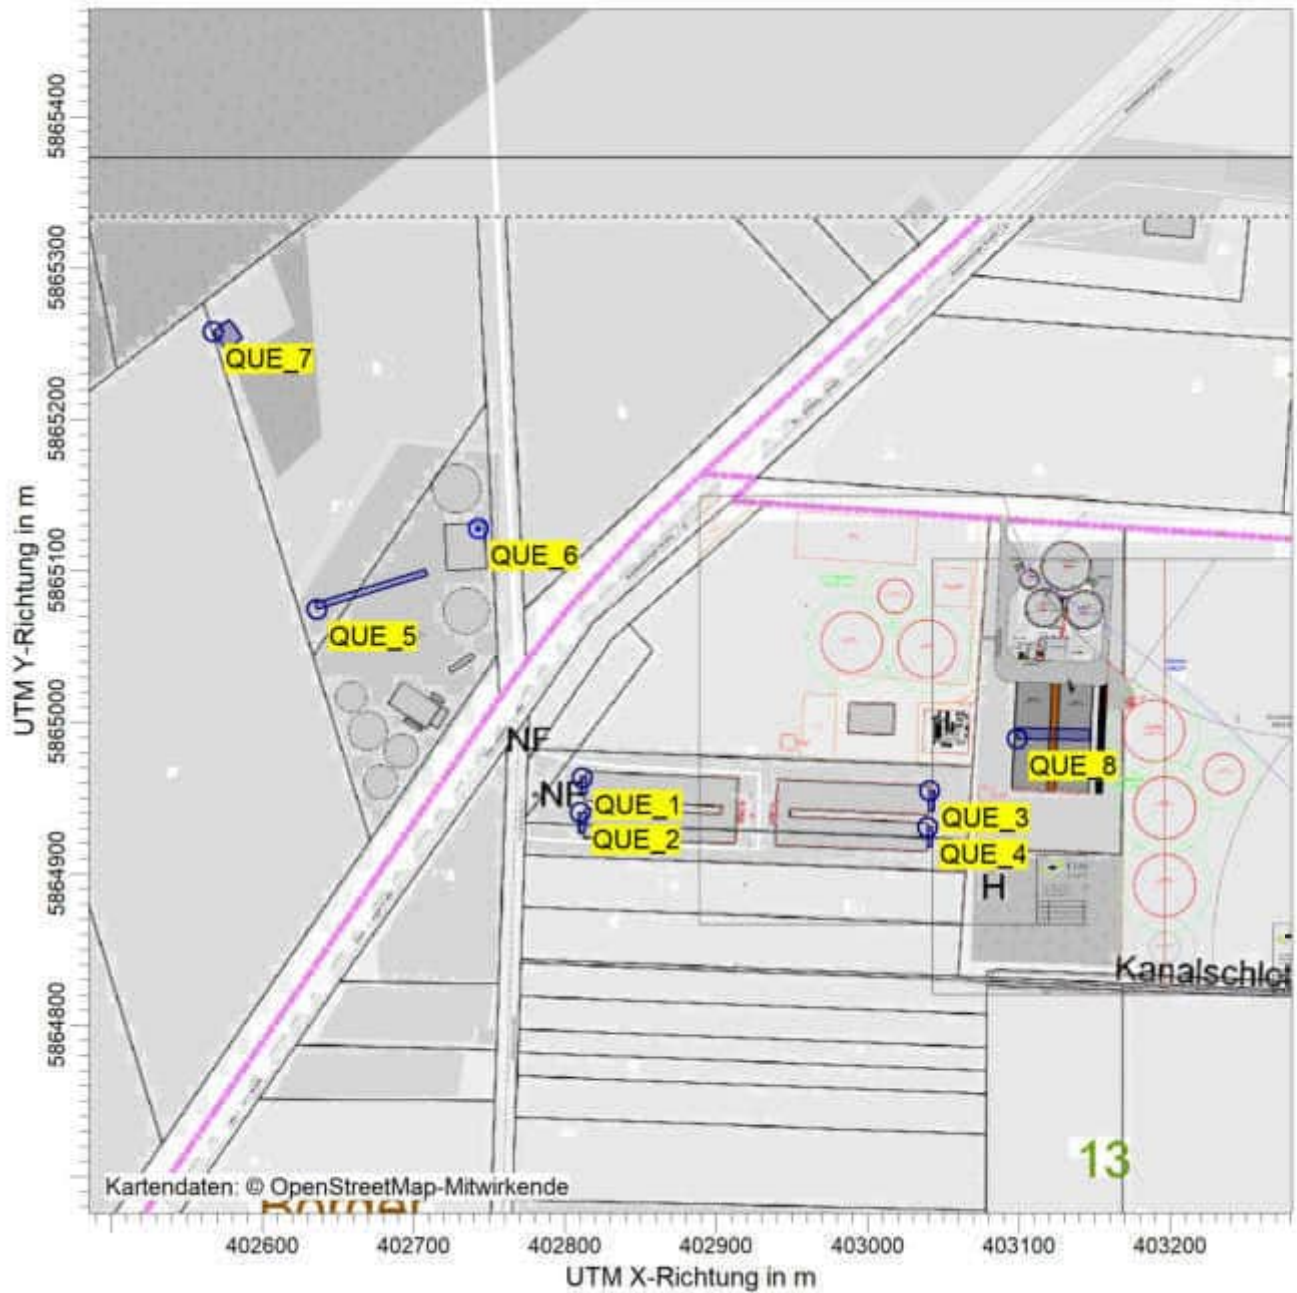 5865400
5865300
5865200
5865100
5865000
5864900
5864800
UTM Y-Richtung in m
QUE_7
QUE_6
QUE_5
NF
QUE_8
QUE_1
QUE_3
QUE_2
QUE_4
H
Kanalschlo
13
Kartendaten: © OpenStreetMap-Mitwirkende
402600 402700 402800 402900 403000 403100 403200
UTM X-Richtung in m